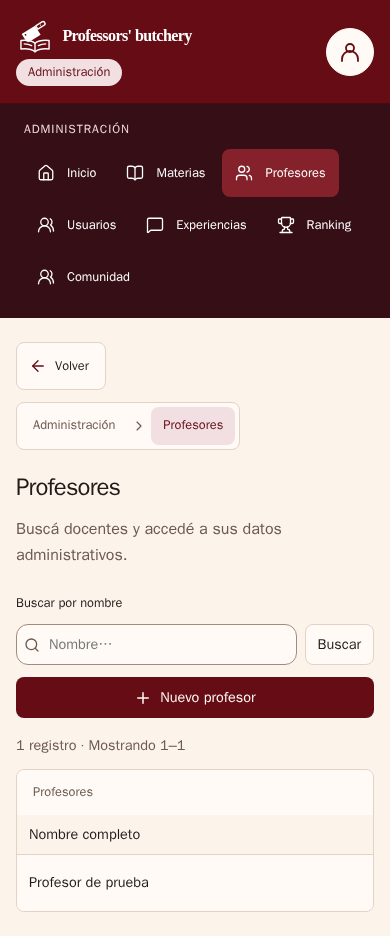 Professors' butchery
Administración
ADMINISTRACIÓN
Inicio
Materias
Profesores
Usuarios
Experiencias
Ranking
Comunidad
Volver
Administración
Profesores
Profesores
Buscá docentes y accedé a sus datos
administrativos.
Buscar por nombre
Nombre…
Buscar
Nuevo profesor
1 registro · Mostrando 1–1
Profesores
Nombre completo
Profesor de prueba